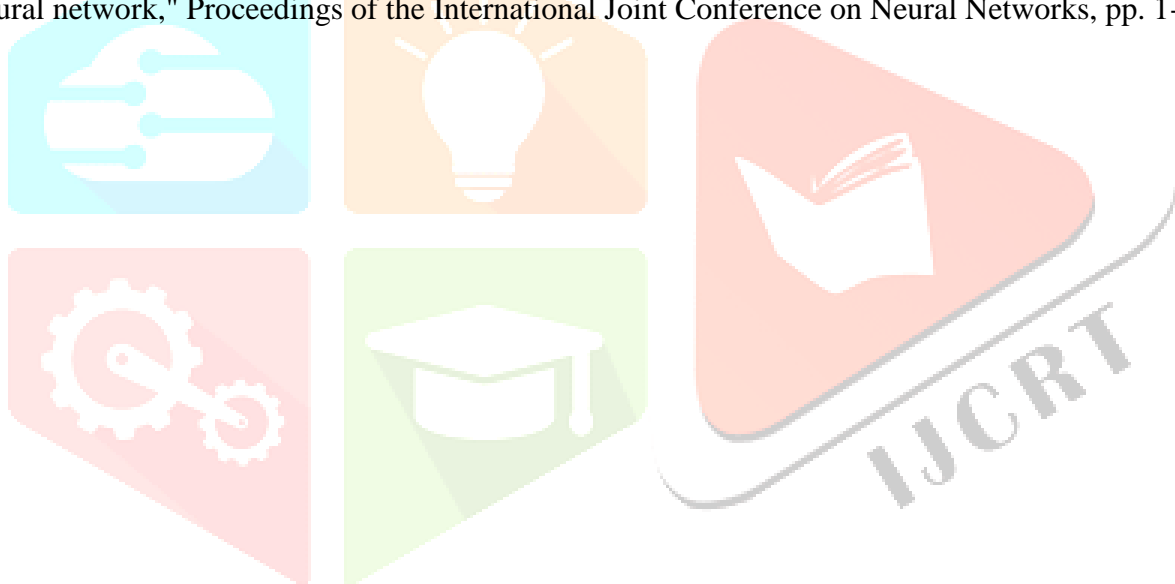 ural network," Proceedings of the International Joint Conference on Neural Networks, pp. 1-
IJCRT